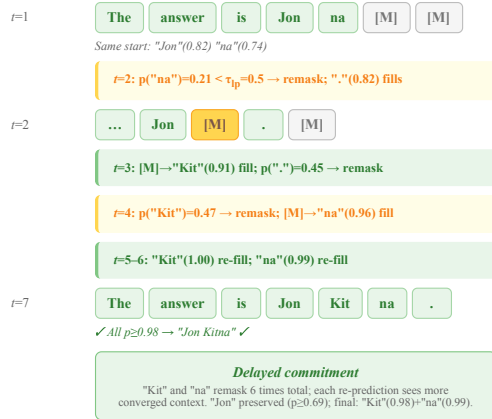 t=1 The answer is Jon na [M] [M]
Same start: "Jon"(0.82) "na"(0.74)
t=2: p("na")=0.21 < τlp=0.5 → remask; "."(0.82) fills
t=2 ... Jon [M] . [M]
t=3: [M]→"Kit"(0.91) fill; p(".")=0.45 → remask
t=4: p("Kit")=0.47 → remask; [M]→"na"(0.96) fill
t=5–6: "Kit"(1.00) re-fill; "na"(0.99) re-fill
t=7 The answer is Jon Kit na .
✓ All p≥0.98 → "Jon Kitna" ✓
Delayed commitment
"Kit" and "na" remask 6 times total; each re-prediction sees more
converged context. "Jon" preserved (p≥0.69); final: "Kit"(0.98)+"na"(0.99).